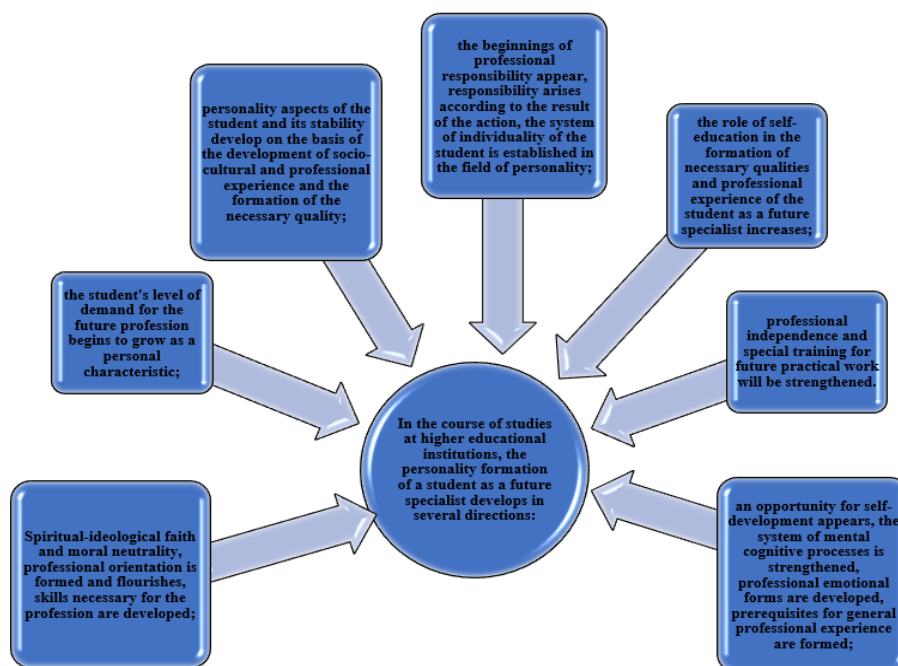 the beginnings of
professional
responsibility appear,
responsibility arises
according to the result
of the action, the system
of individuality of the
student is established in
the field of personality;
personality aspects of the
student and its stability
develop on the basis of
the development of socio-
cultural and professional
experience and the
formation of the
necessary quality;
the role of self-
education in the
formation of
necessary qualities
and professional
experience of the
student as a future
specialist increases;
the student's level of
demand for the
future profession
begins to grow as a
personal
characteristic;
professional
independence and
special training for
future practical work
will be strengthened.
In the course of studies
at higher educational
institutions, the
personality formation
of a student as a future
specialist develops in
several directions:
Spiritual-ideological faith
and moral neutrality,
professional orientation is
formed and flourishes,
skills necessary for the
profession are developed;
an opportunity for self-
development appears, the
system of mental
cognitive processes is
strengthened,
professional emotional
forms are developed,
prerequisites for general
professional experience
are formed;